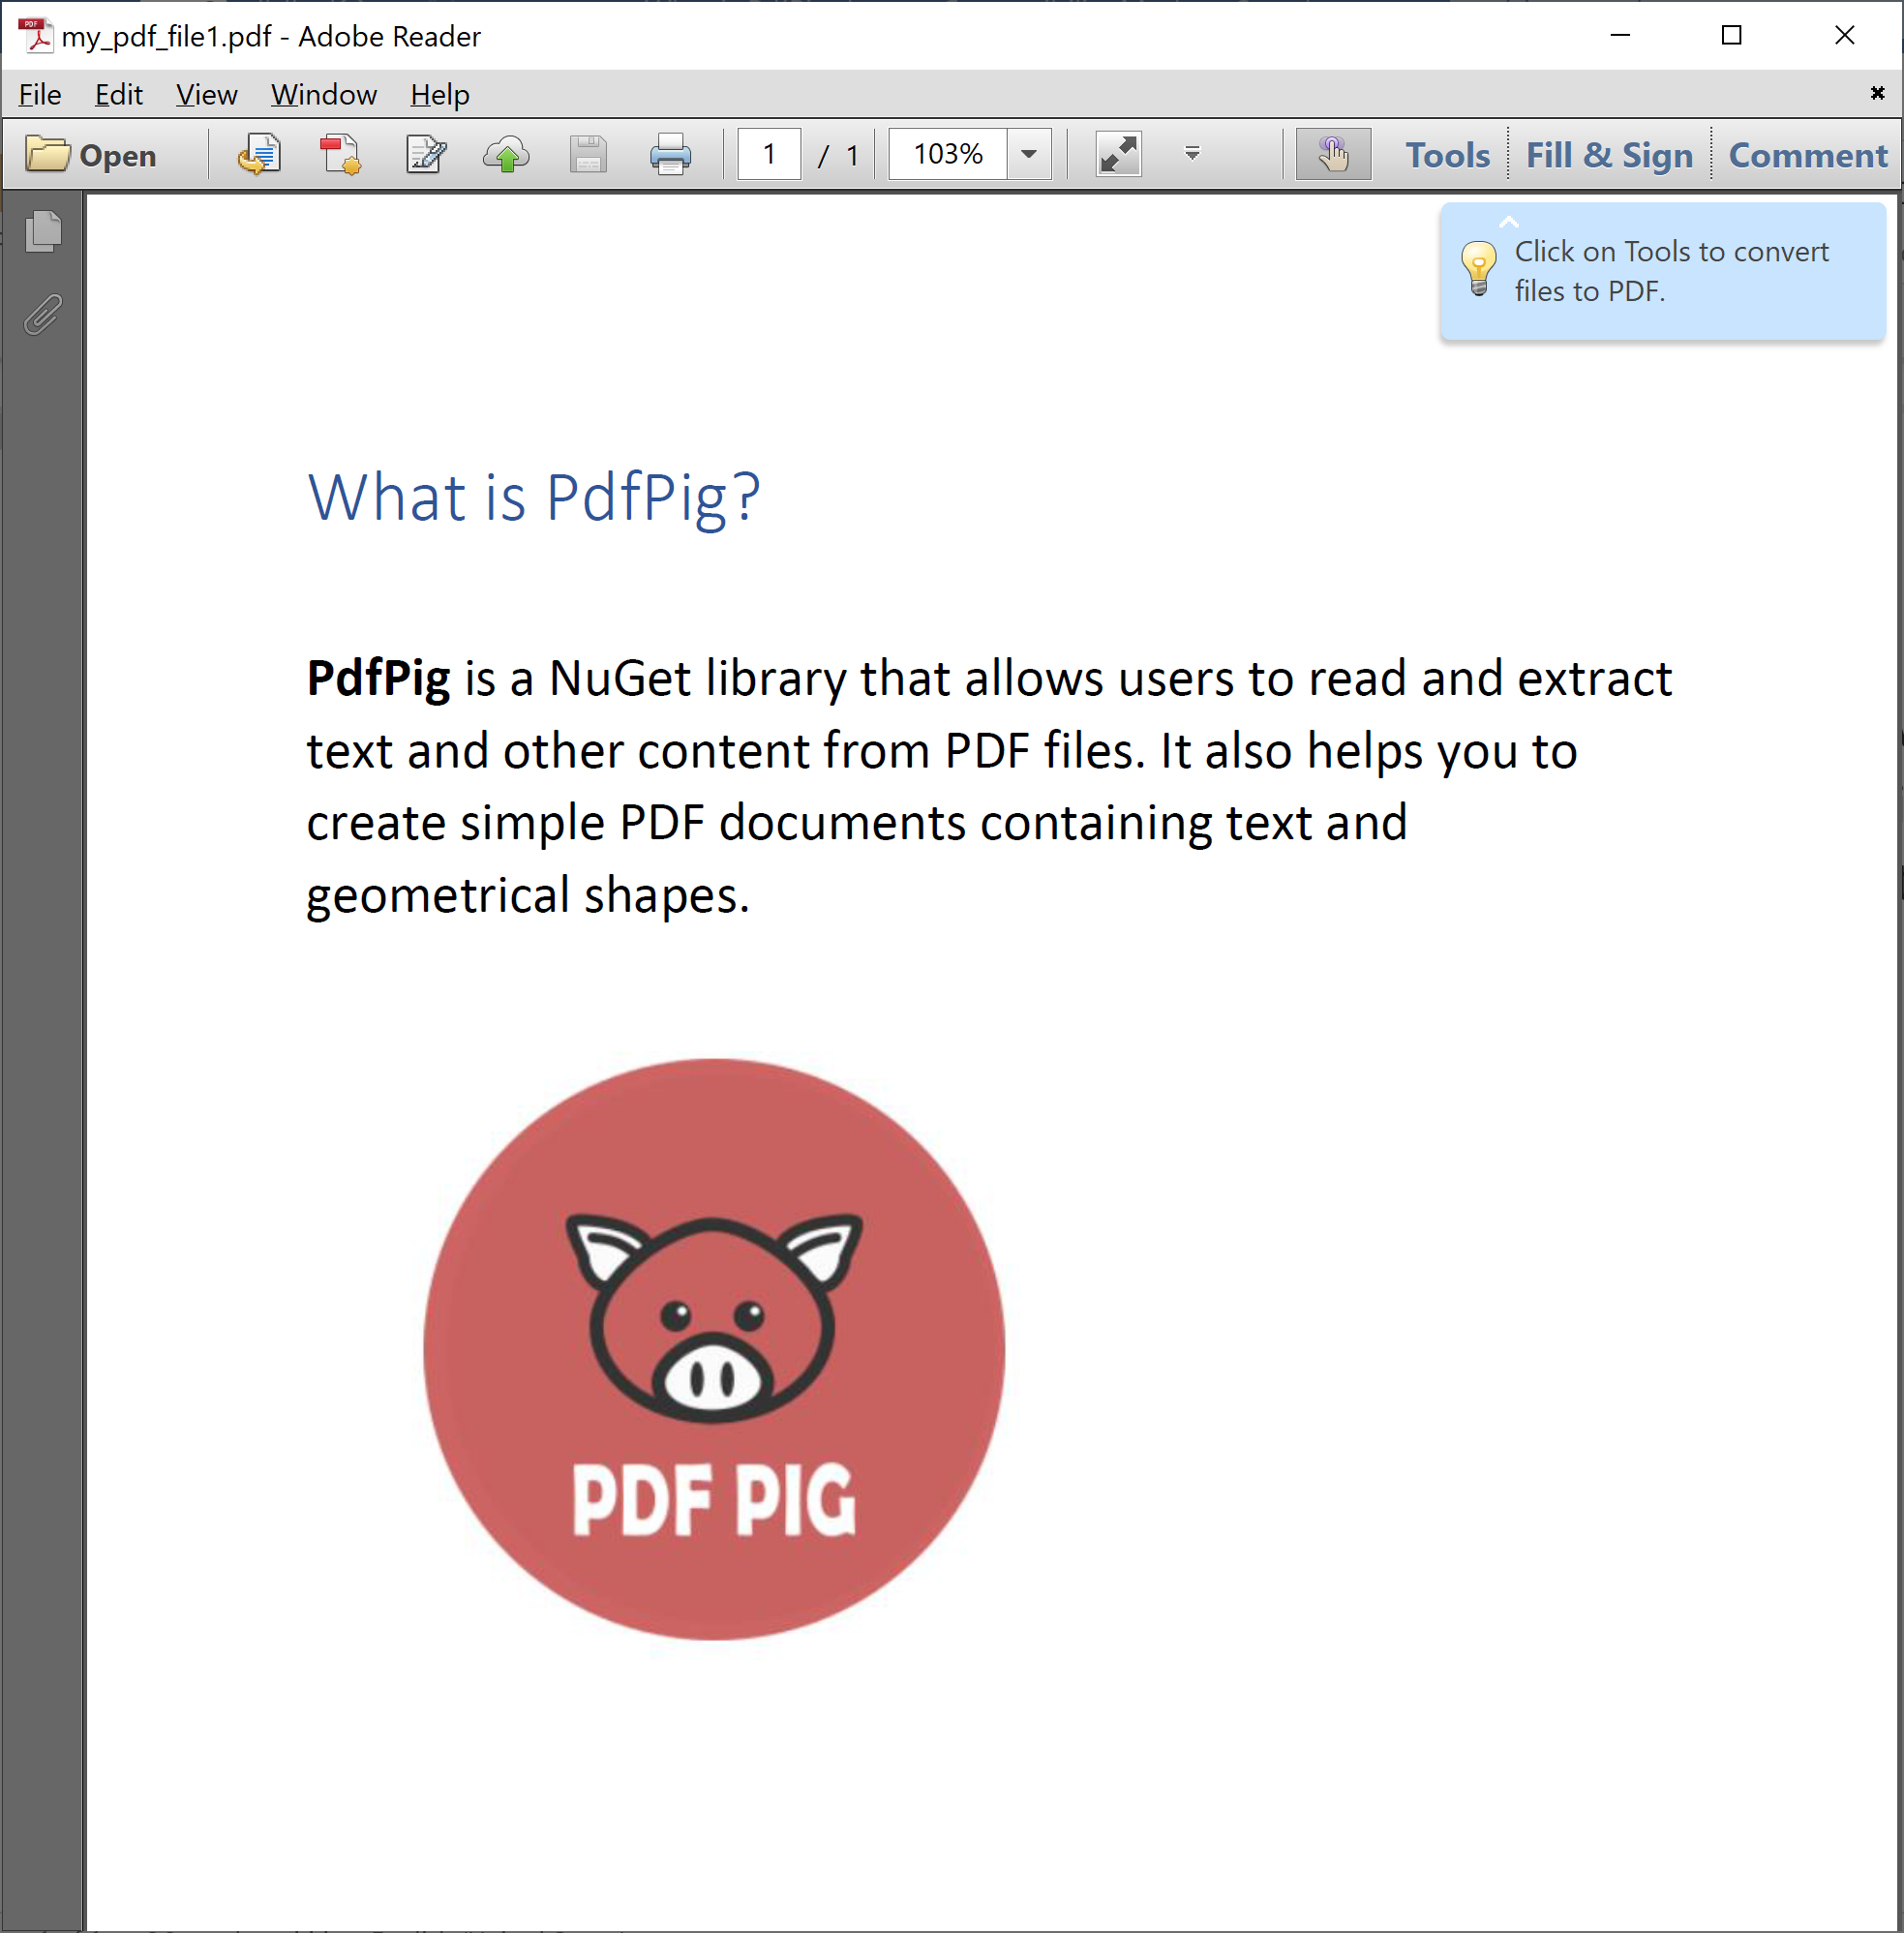 my_pdf_file1.pdf - Adobe Reader
File Edit View Window Help
Open 1 / 1 103% Tools Fill & Sign Comment
Click on Tools to convert
files to PDF.
What is PdfPig?
PdfPig is a NuGet library that allows users to read and extract
text and other content from PDF files. It also helps you to
create simple PDF documents containing text and
geometrical shapes.
PDF PIG